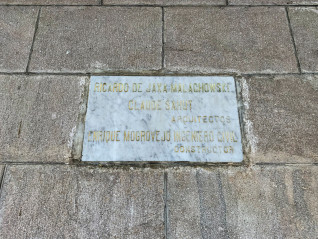 RICARDO DE JAXA MALACHOWSKI
CLAUDE SAHUT
ARQUITECTOS
ENRIQUE MOGROVEJO INGENIERO CIVIL
CONSTRUCTOR